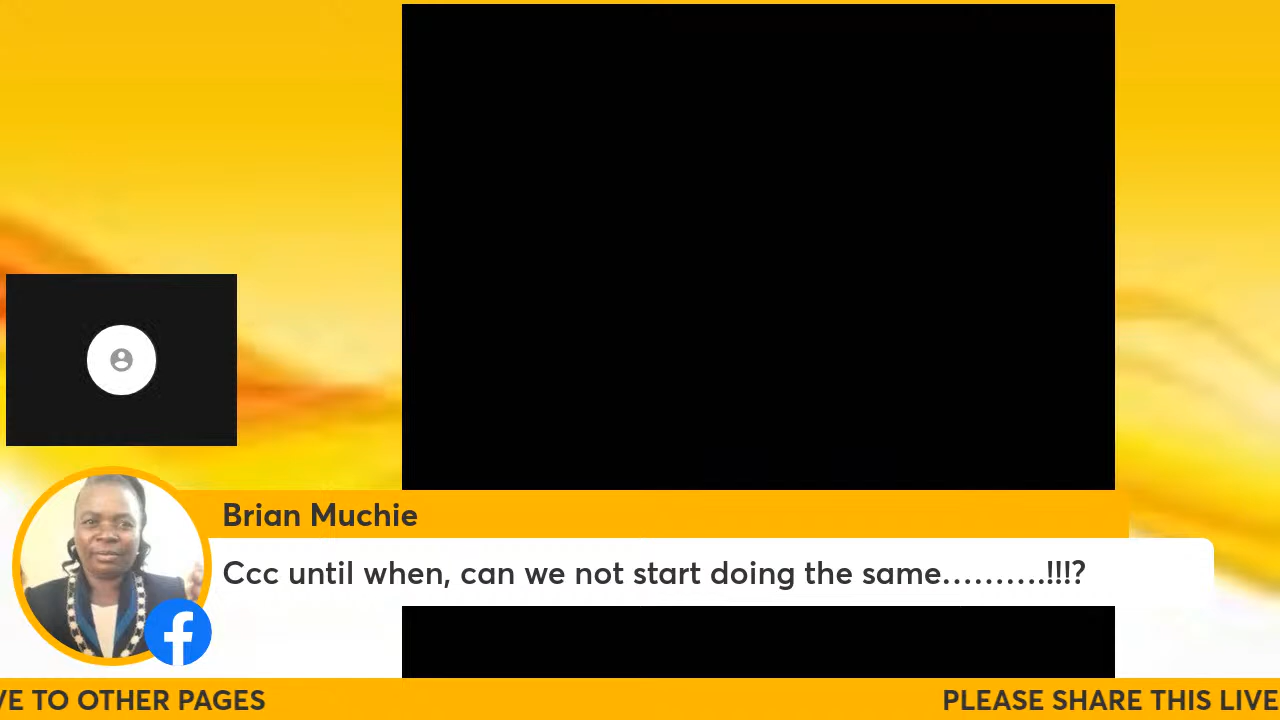 Brian Muchie
Ccc until when, can we not start doing the same……….!!!?
VE TO OTHER PAGES PLEASE SHARE THIS LIVE